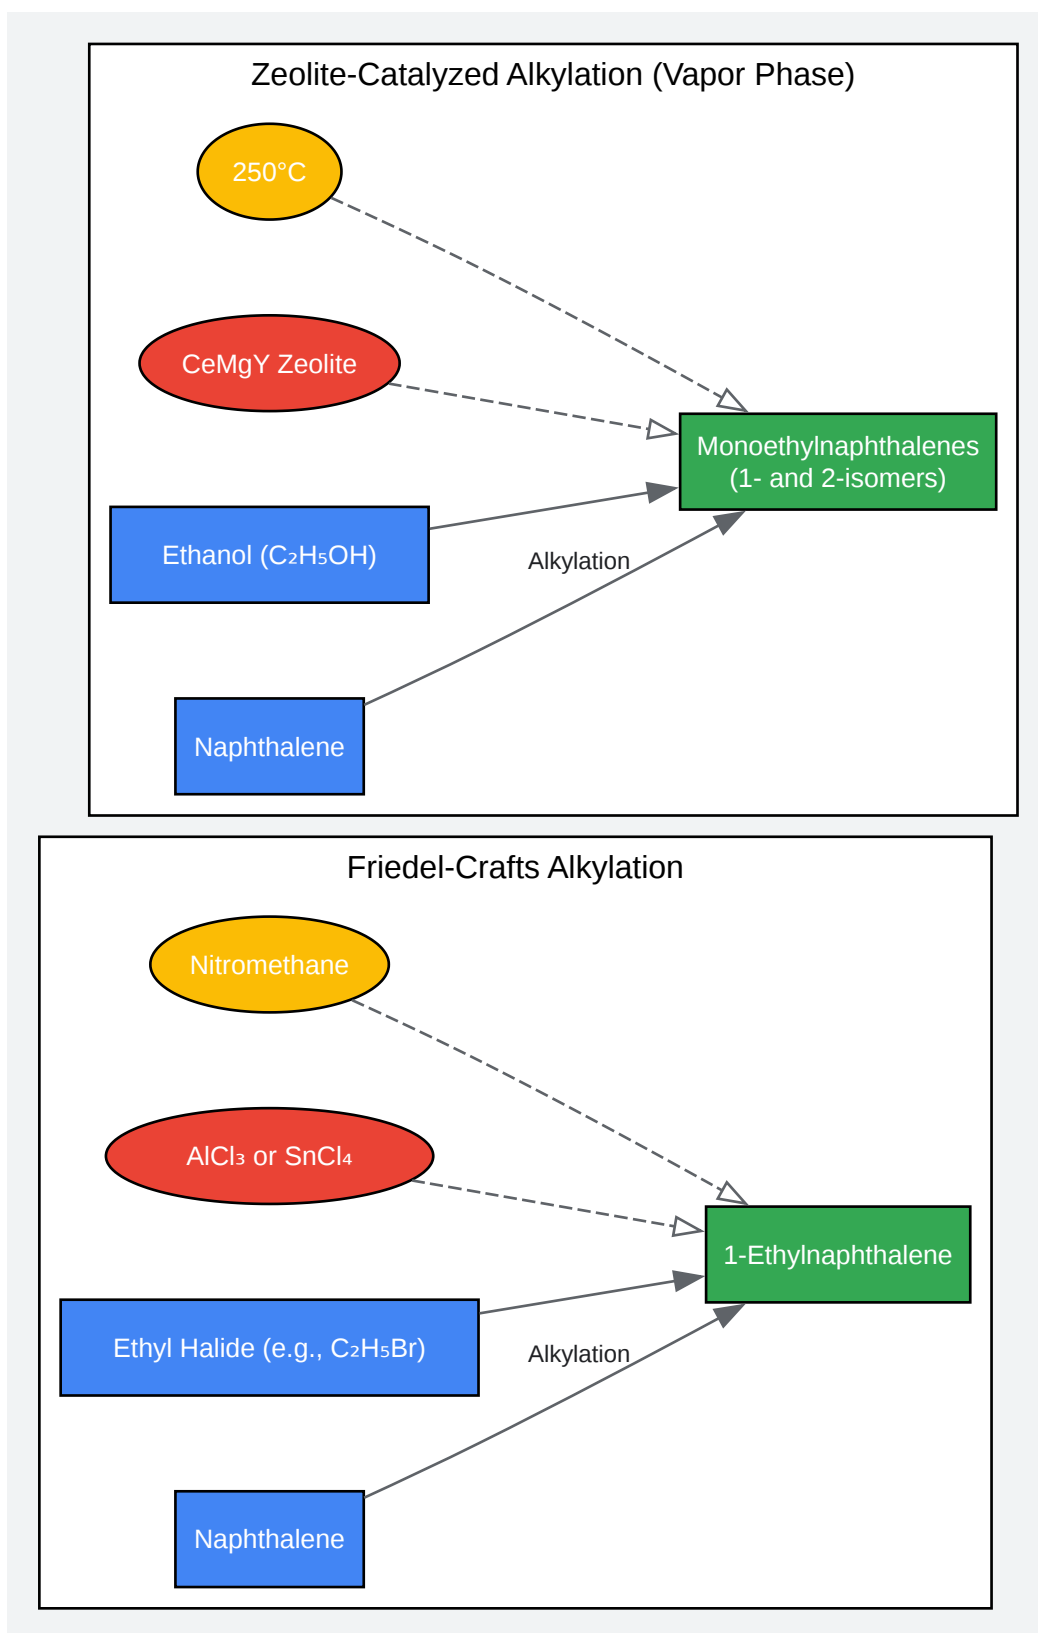 Zeolite-Catalyzed Alkylation (Vapor Phase)
250°C
CeMgY Zeolite
Monoethylnaphthalenes
(1- and 2-isomers)
Ethanol (C₂H₅OH)
Alkylation
Naphthalene
Friedel-Crafts Alkylation
Nitromethane
AlCl₃ or SnCl₄
1-Ethylnaphthalene
Ethyl Halide (e.g., C₂H₅Br)
Alkylation
Naphthalene